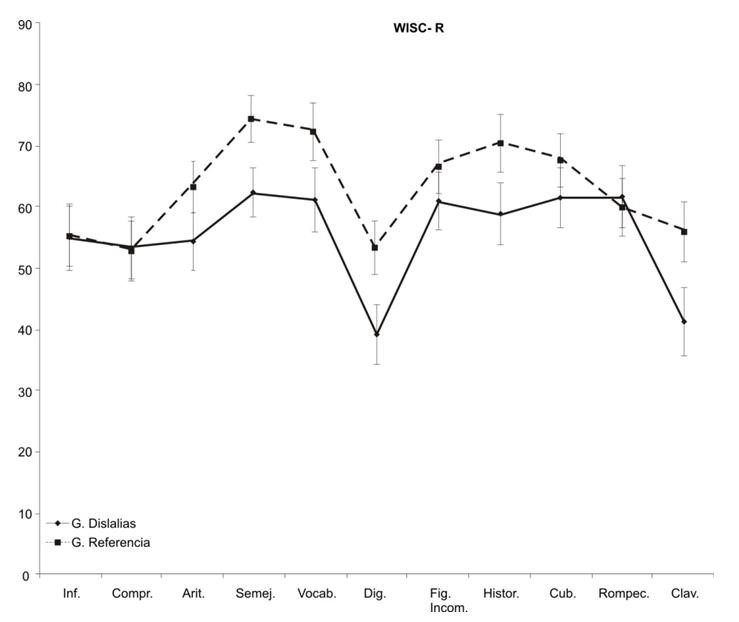 WISC- R
90
80
70
60
50
40
30
20
10
0
G. Dislalias
G. Referencia
Inf. Compr. Arit. Semej. Vocab. Dig. Fig. Histor. Cub. Rompec. Clav.
Incom.